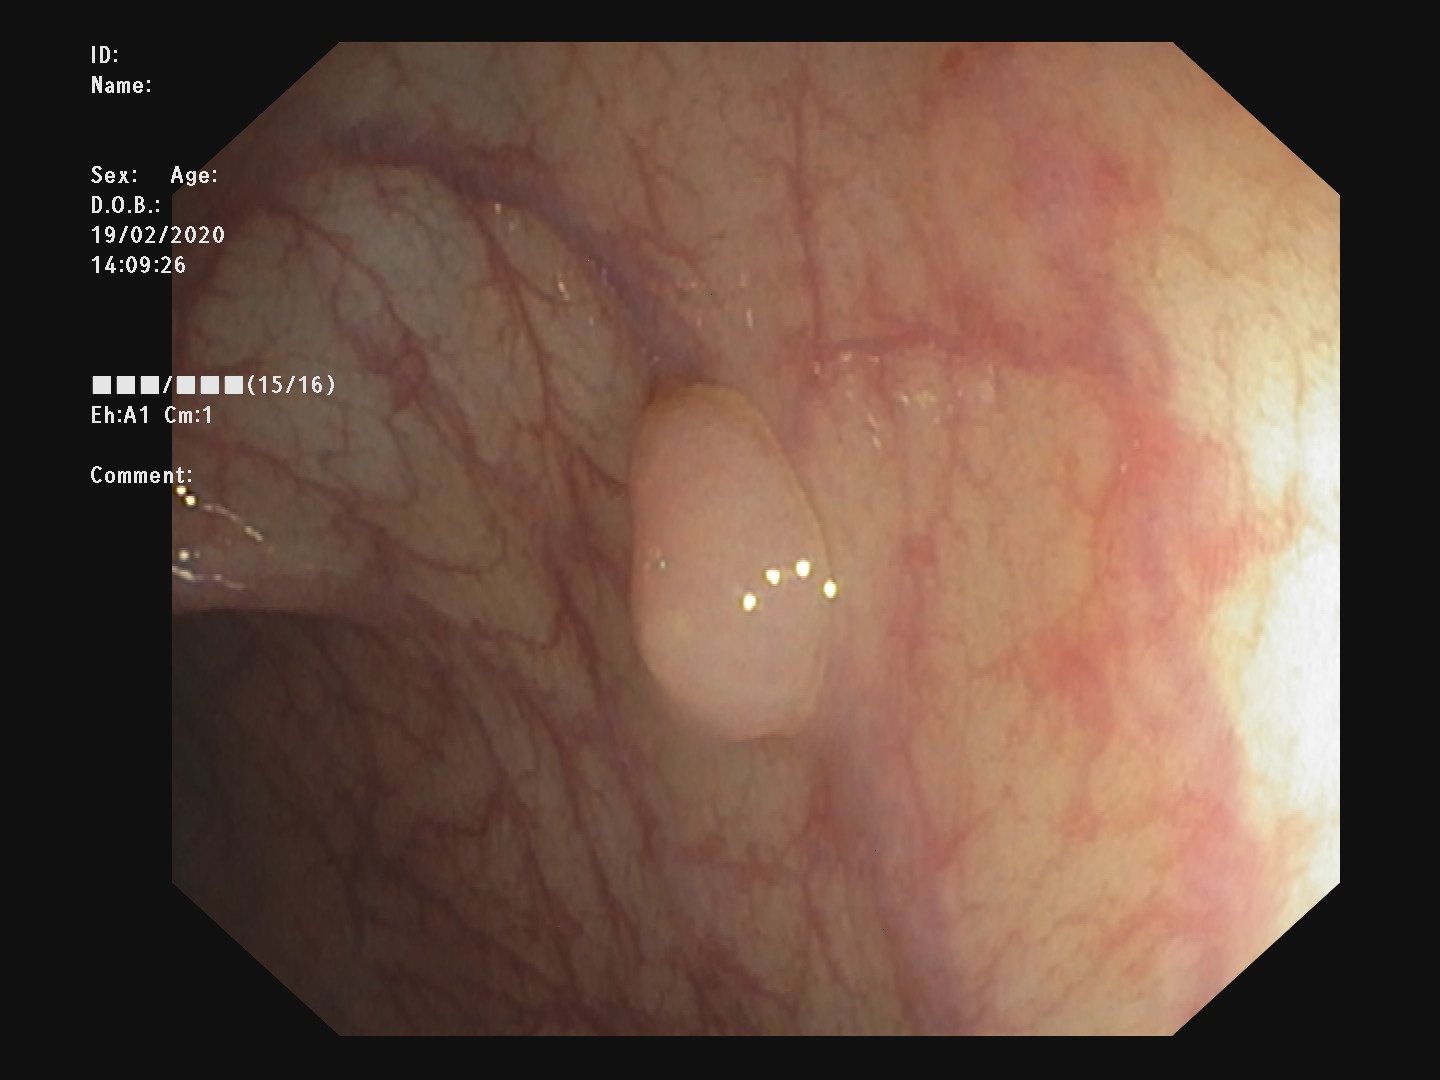 ID:
Name:
Sex: Age:
D.O.B.:
19/02/2020
14:09:26
■■■/■■■(15/16)
Eh:A1 Cm:1
Comment: